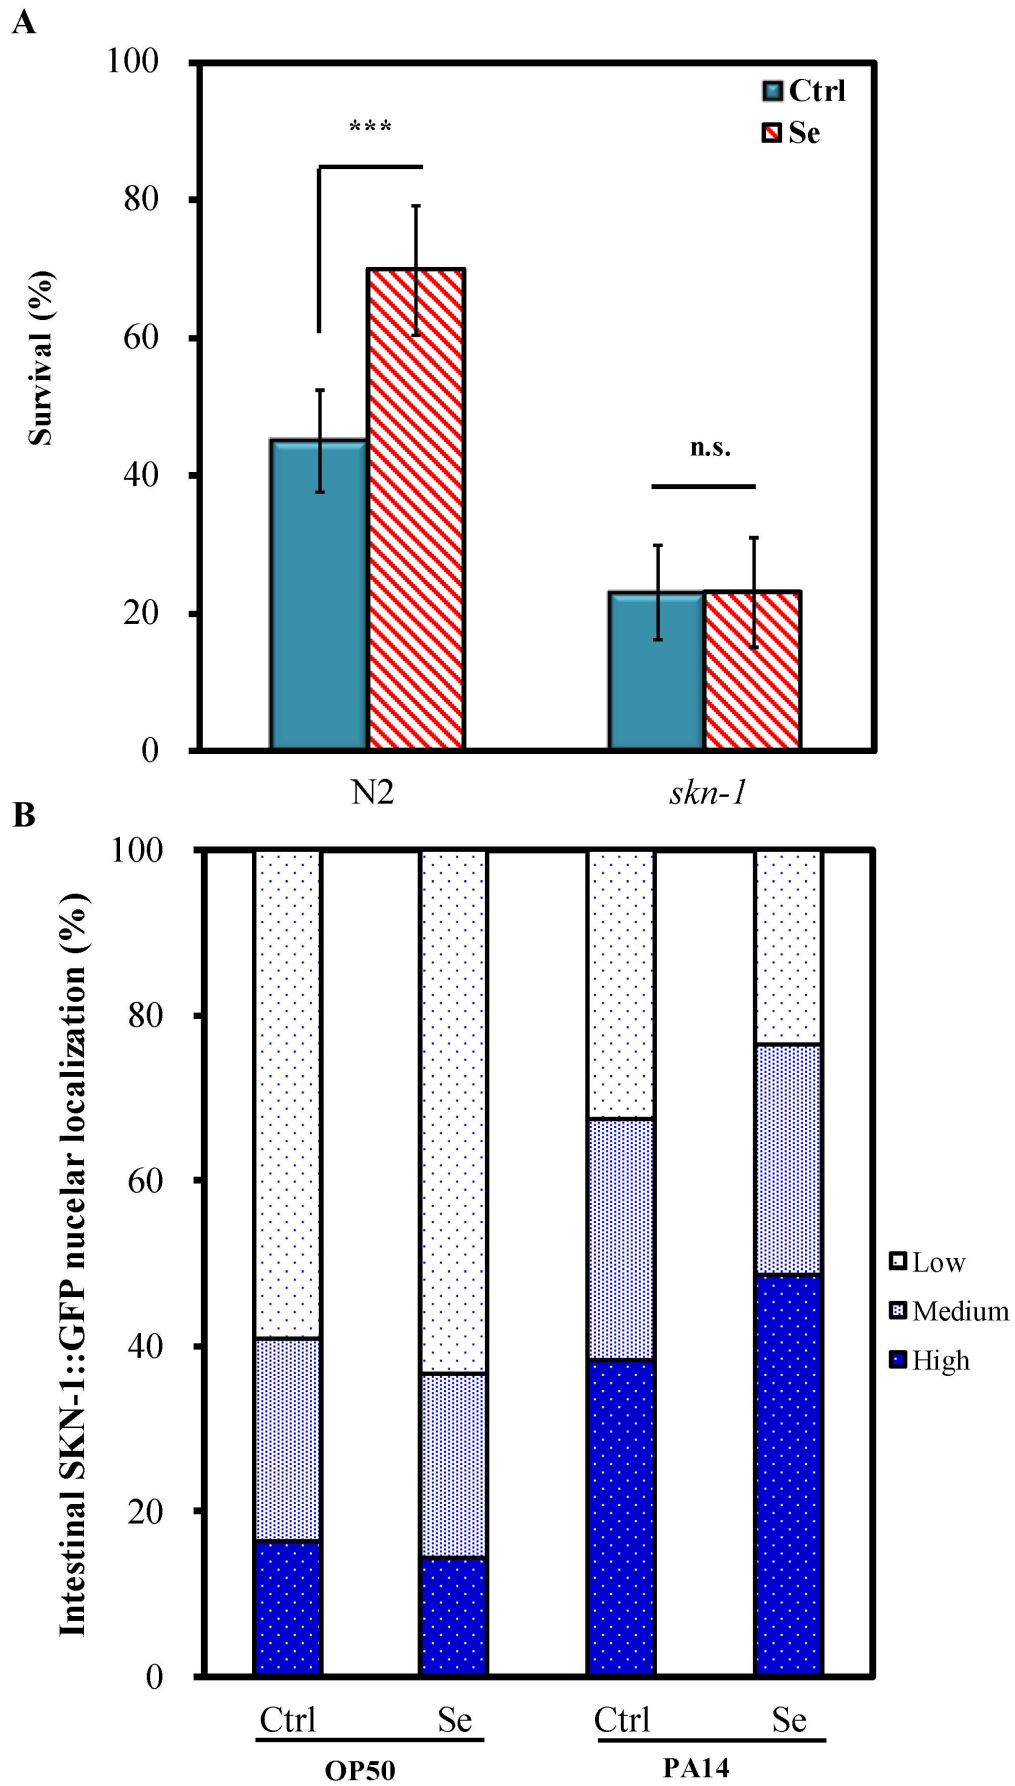 A
100
80
60
40
20
0
Survival (%)
Ctrl
Se
***
n.s.
N2
skn-1
B
100
80
60
40
20
0
Intestinal SKN-1::GFP nucelar localization (%)
Low
Medium
High
Ctrl Se Ctrl Se
OP50 PA14